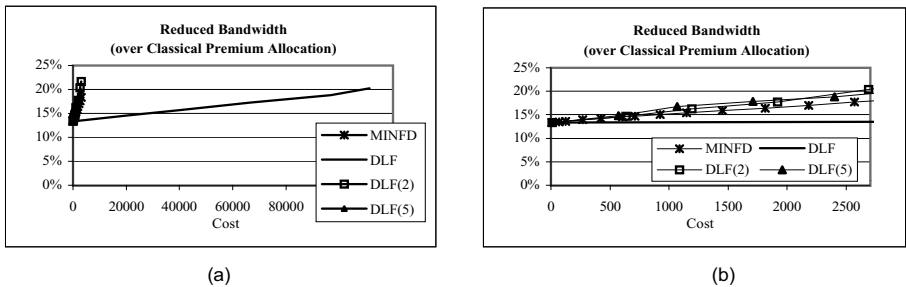 Reduced Bandwidth
(over Classical Premium Allocation)
25%
20%
15%
10%
5%
0%
MINFD
DLF
DLF(2)
DLF(5)
0 20000 40000 60000 80000
Cost
(a)
Reduced Bandwidth
(over Classical Premium Allocation)
25%
20%
15%
10%
5%
0%
MINFD DLF
DLF(2) DLF(5)
0 500 1000 1500 2000 2500
Cost
(b)